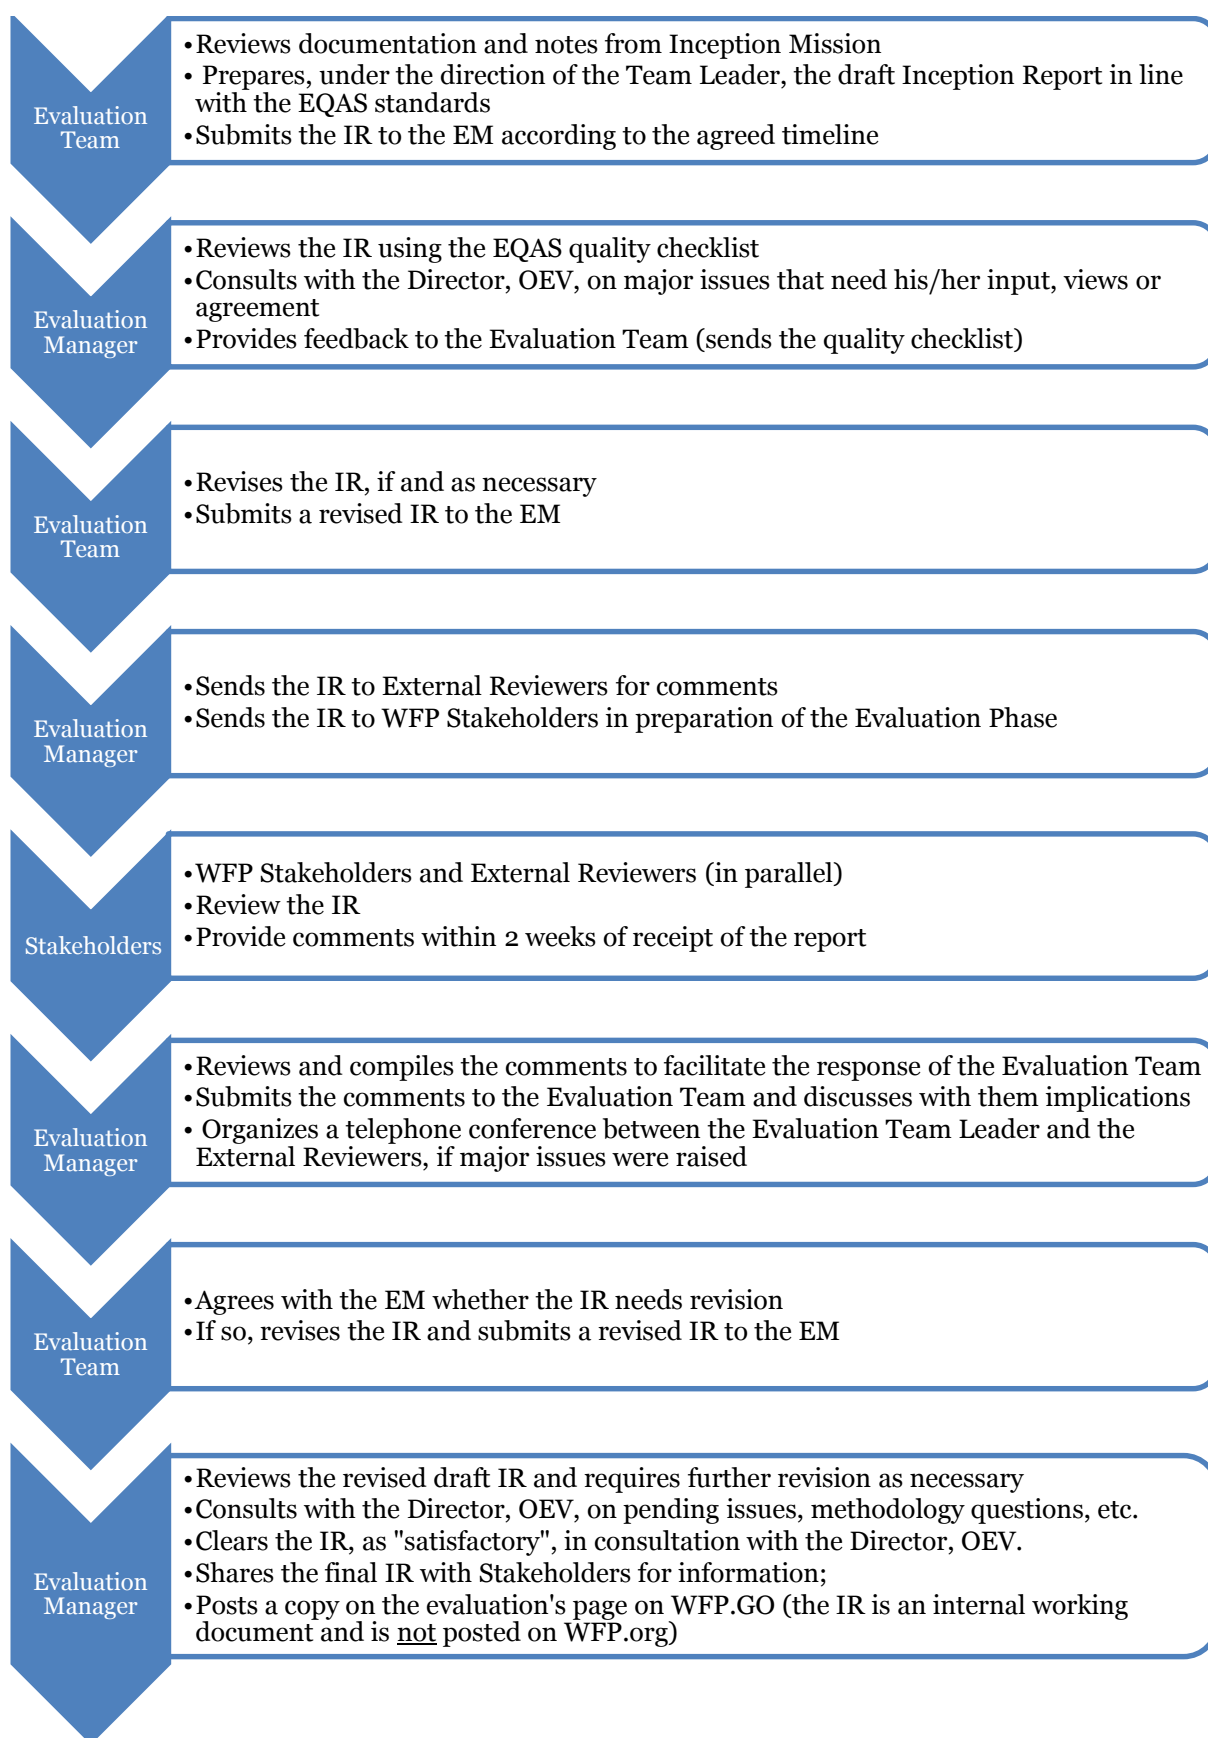 Evaluation
Team
•Reviews documentation and notes from Inception Mission
• Prepares, under the direction of the Team Leader, the draft Inception Report in line
with the EQAS standards
•Submits the IR to the EM according to the agreed timeline
Evaluation
Manager
•Reviews the IR using the EQAS quality checklist
•Consults with the Director, OEV, on major issues that need his/her input, views or
agreement
•Provides feedback to the Evaluation Team (sends the quality checklist)
Evaluation
Team
•Revises the IR, if and as necessary
•Submits a revised IR to the EM
Evaluation
Manager
•Sends the IR to External Reviewers for comments
•Sends the IR to WFP Stakeholders in preparation of the Evaluation Phase
Stakeholders
•WFP Stakeholders and External Reviewers (in parallel)
•Review the IR
•Provide comments within 2 weeks of receipt of the report
Evaluation
Manager
•Reviews and compiles the comments to facilitate the response of the Evaluation Team
•Submits the comments to the Evaluation Team and discusses with them implications
• Organizes a telephone conference between the Evaluation Team Leader and the
External Reviewers, if major issues were raised
Evaluation
Team
•Agrees with the EM whether the IR needs revision
•If so, revises the IR and submits a revised IR to the EM
Evaluation
Manager
•Reviews the revised draft IR and requires further revision as necessary
•Consults with the Director, OEV, on pending issues, methodology questions, etc.
•Clears the IR, as "satisfactory", in consultation with the Director, OEV.
•Shares the final IR with Stakeholders for information;
•Posts a copy on the evaluation's page on WFP.GO (the IR is an internal working
document and is not posted on WFP.org)